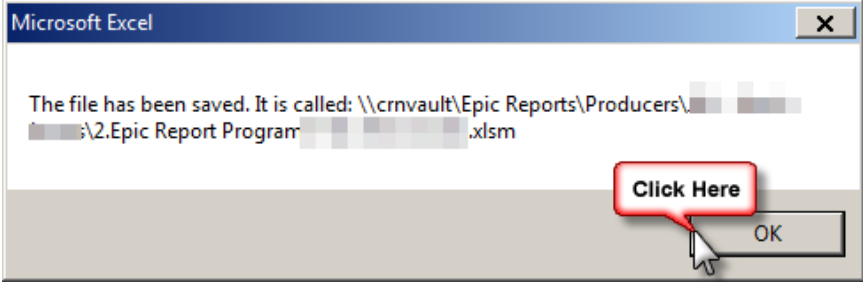 Microsoft Excel
The file has been saved. It is called: \\crnvault\Epic Reports\Producers\
\2.Epic Report Program .xlsm
Click Here
OK